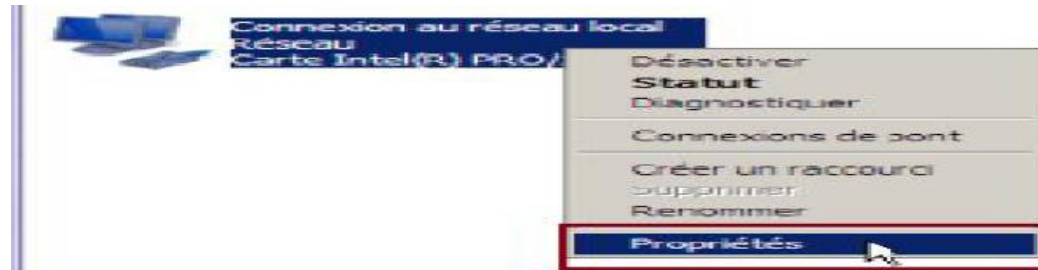 Connexion au réseau local
Réseau
Carte Intel(R) PRO/
Désactiver
Statut
Diagnostiquer
Connexions de pont
Créer un raccourci
Supprimer
Renommer
Propriétés